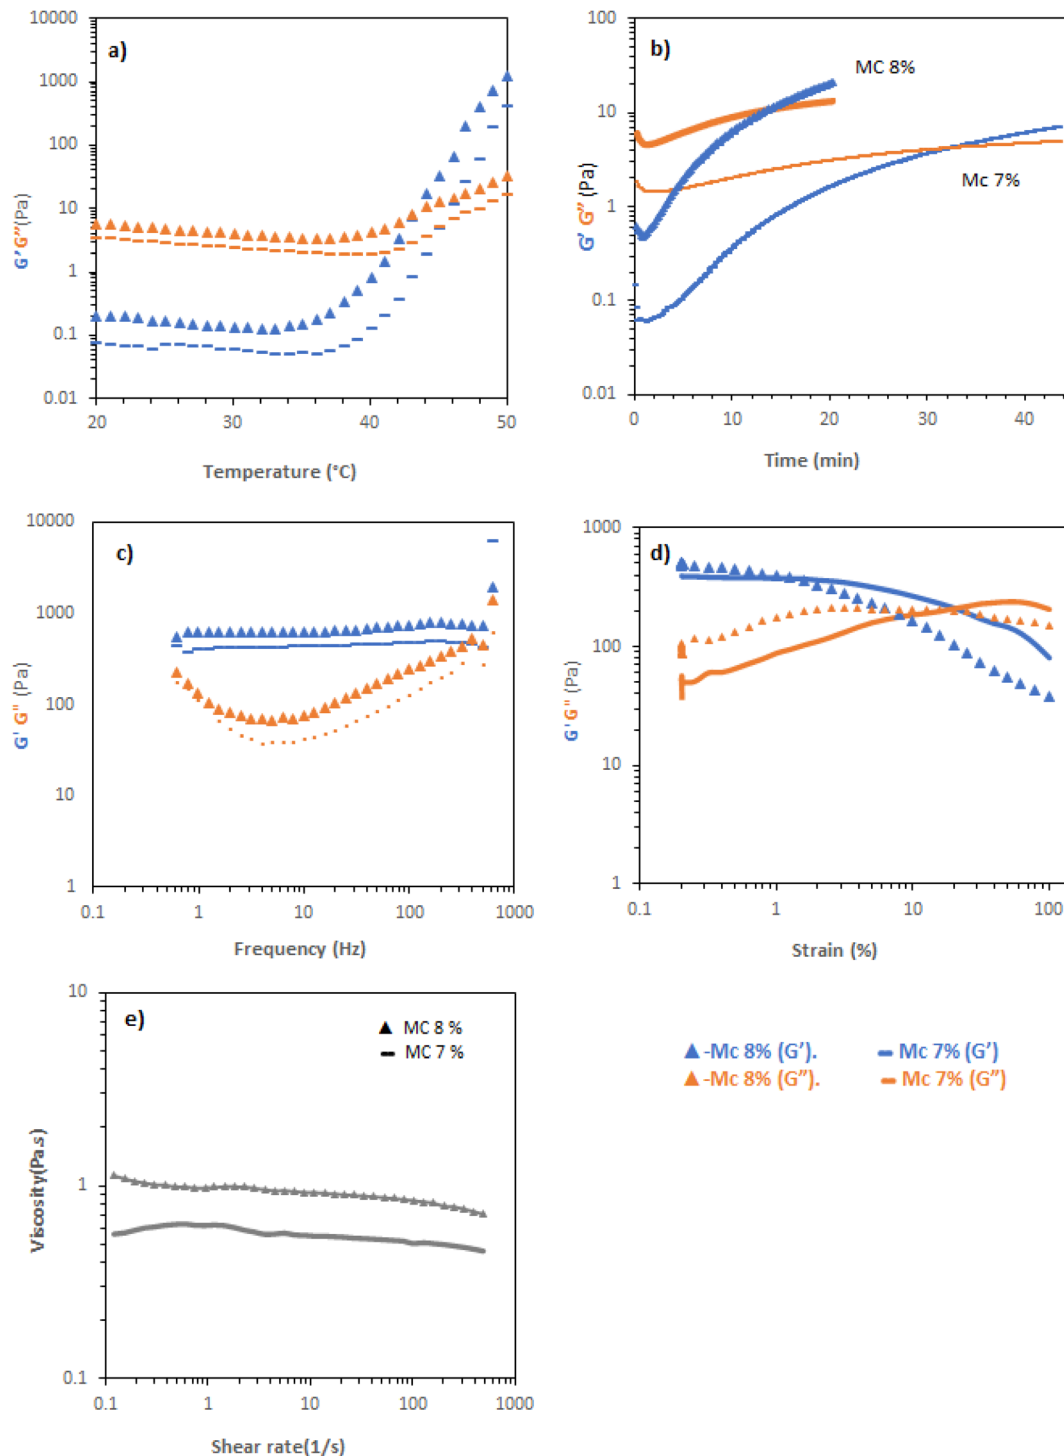 a)
10000
1000
100
10
1
0.1
0.01
G' G''(Pa)
20 30 40 50
Temperature (°C)
b)
100
10
1
0.1
0.01
G' G'' (Pa)
MC 8%
Mc 7%
0 10 20 30 40
Time (min)
c)
10000
1000
100
10
1
G' G" (Pa)
0.1 1 10 100 1000
Frequency (Hz)
d)
1000
100
10
1
G' G" (Pa)
0.1 1 10 100
Strain (%)
e)
10
1
0.1
Viscosity(Pa.s)
MC 8 %
MC 7 %
0.1 1 10 100 1000
Shear rate(1/s)
-Mc 8% (G').
Mc 7% (G')
-Mc 8% (G'').
Mc 7% (G'')